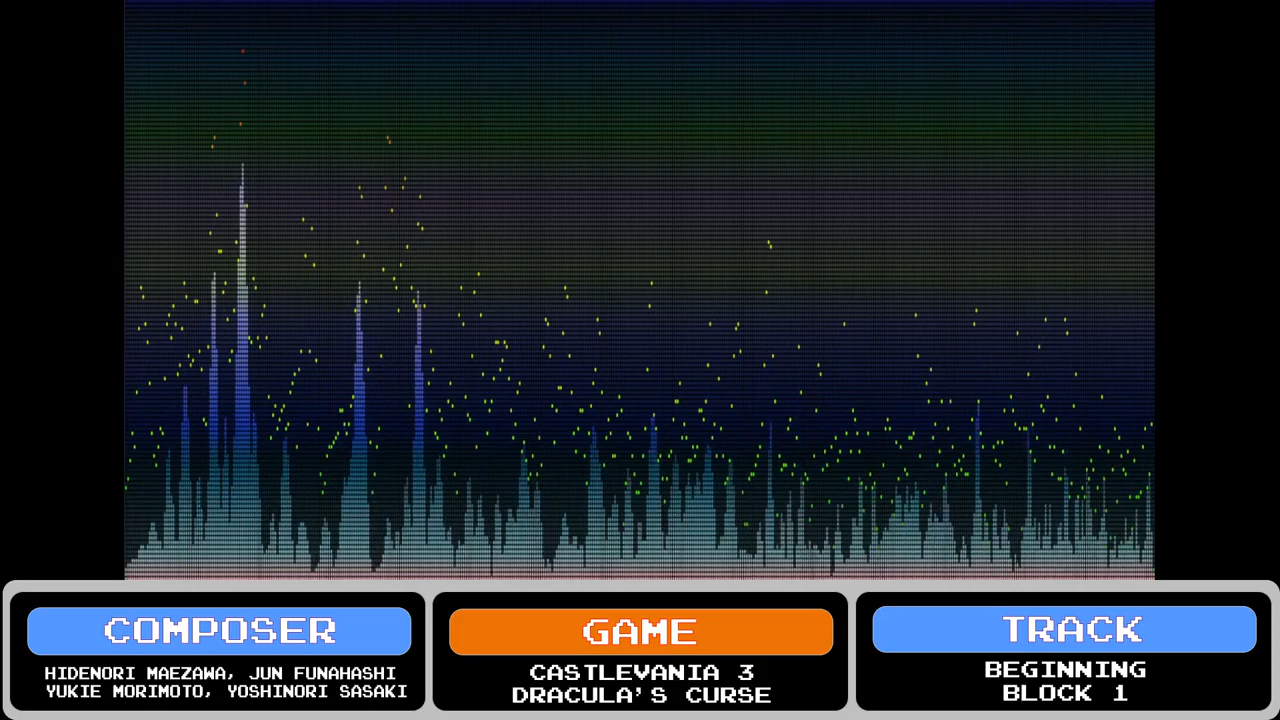 COMPOSER
HIDENORI MAEZAWA, JUN FUNAHASHI
YUKIE MORIMOTO, YOSHINORI SASAKI
GAME
CASTLEVANIA 3
DRACULA'S CURSE
TRACK
BEGINNING
BLOCK 1